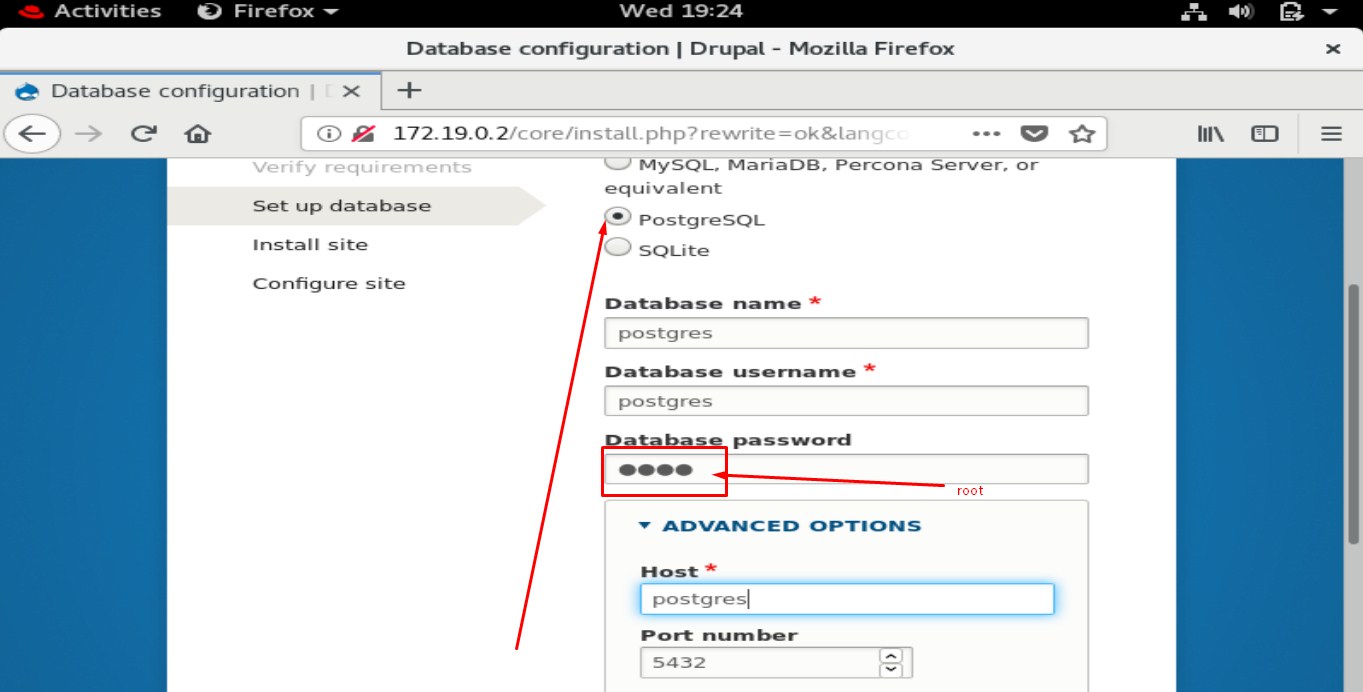 Activities Firefox Wed 19:24
Database configuration | Drupal - Mozilla Firefox
Database configuration |
172.19.0.2/core/install.php?rewrite=ok&langco
Verify requirements
Set up database
Install site
Configure site
MySQL, MariaDB, Percona Server, or
equivalent
PostgreSQL
SQLite
Database name *
postgres
Database username *
postgres
Database password
●●●●
root
ADVANCED OPTIONS
Host *
postgres
Port number
5432